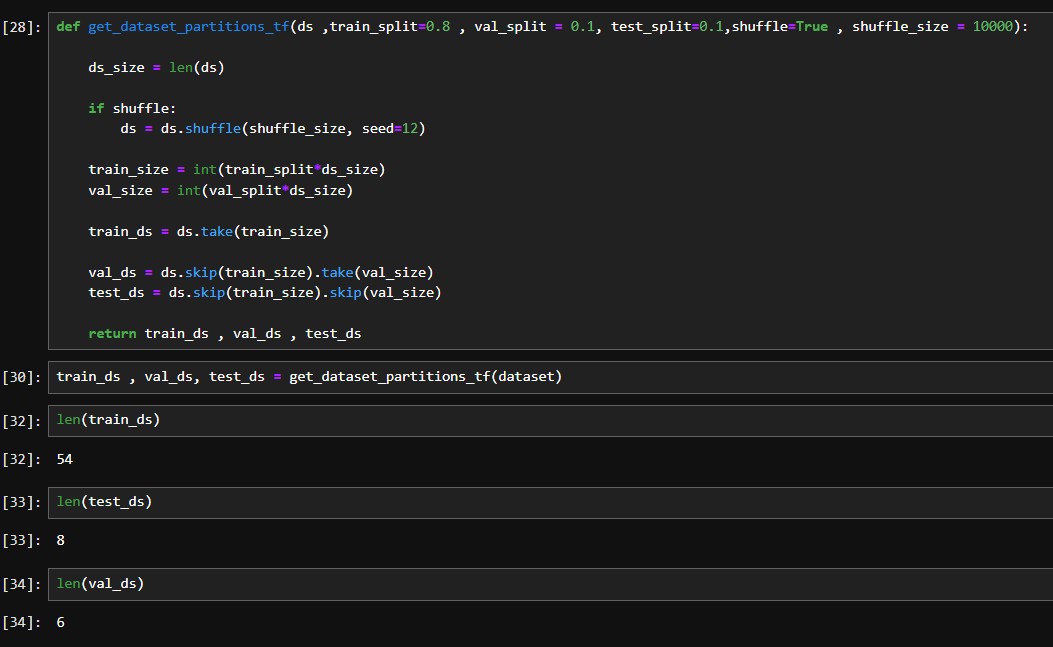 [28]: def get_dataset_partitions_tf(ds ,train_split=0.8 , val_split = 0.1, test_split=0.1,shuffle=True , shuffle_size = 10000):
ds_size = len(ds)
if shuffle:
ds = ds.shuffle(shuffle_size, seed=12)
train_size = int(train_split*ds_size)
val_size = int(val_split*ds_size)
train_ds = ds.take(train_size)
val_ds = ds.skip(train_size).take(val_size)
test_ds = ds.skip(train_size).skip(val_size)
return train_ds , val_ds , test_ds
[30]: train_ds , val_ds, test_ds = get_dataset_partitions_tf(dataset)
[32]: len(train_ds)
[32]: 54
[33]: len(test_ds)
[33]: 8
[34]: len(val_ds)
[34]: 6